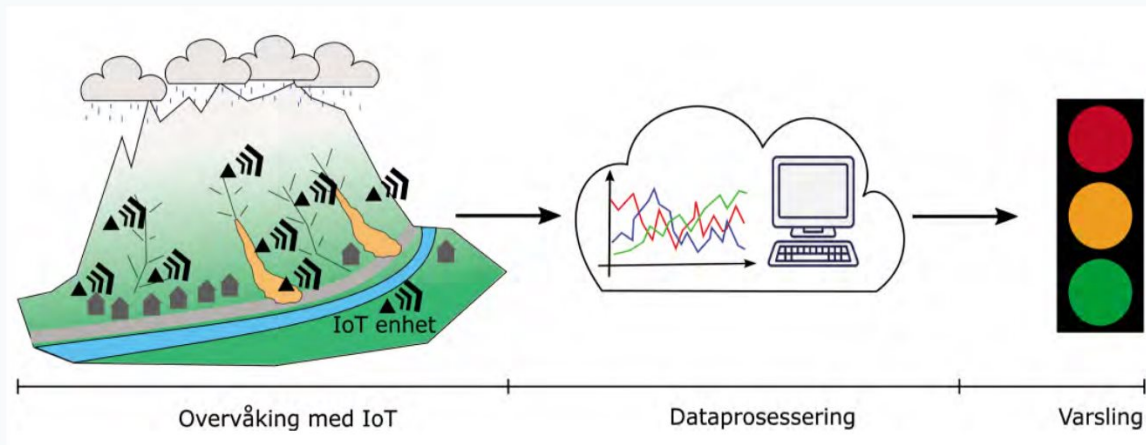 IoT enhet
Overvåking med IoT
Dataprosessering
Varsling